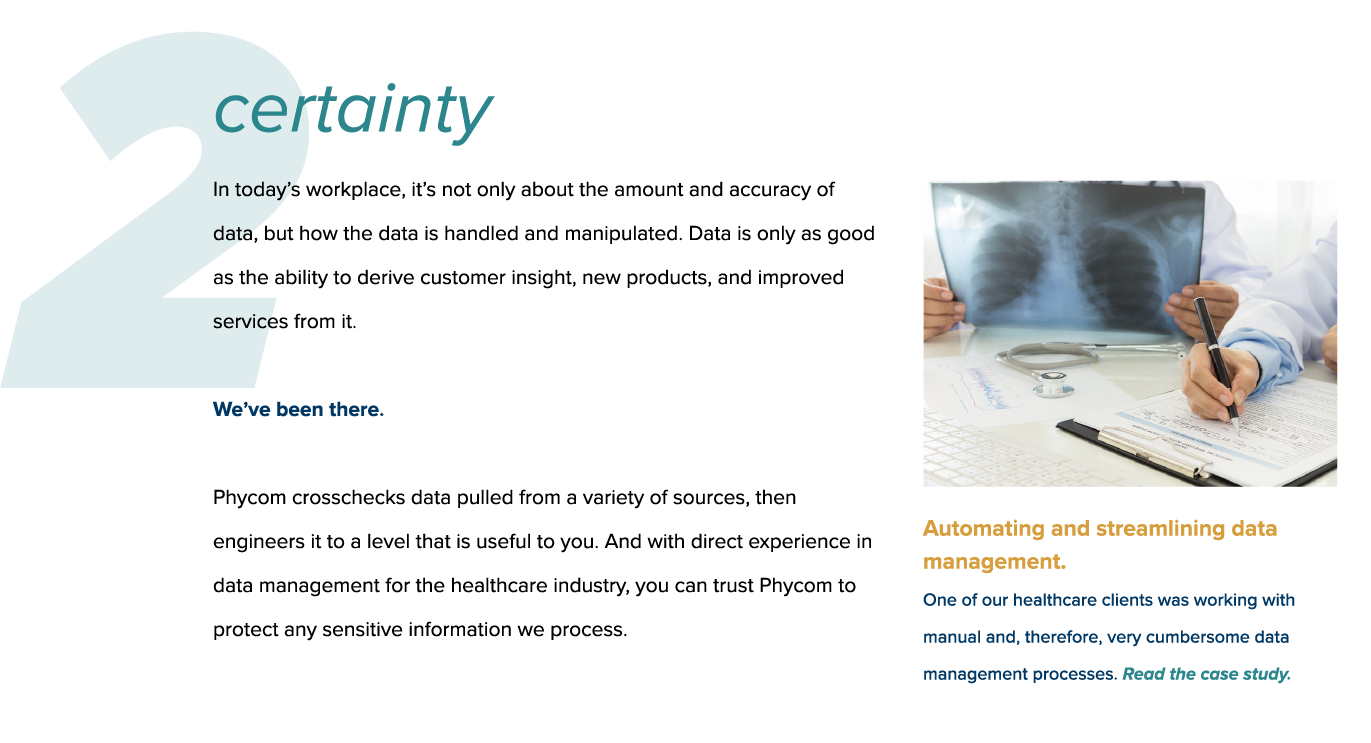 2
certainty
In today’s workplace, it’s not only about the amount and accuracy of
data, but how the data is handled and manipulated. Data is only as good
as the ability to derive customer insight, new products, and improved
services from it.
We’ve been there.
Phycom crosschecks data pulled from a variety of sources, then
engineers it to a level that is useful to you. And with direct experience in
data management for the healthcare industry, you can trust Phycom to
protect any sensitive information we process.
Automating and streamlining data
management.
One of our healthcare clients was working with
manual and, therefore, very cumbersome data
management processes. Read the case study.